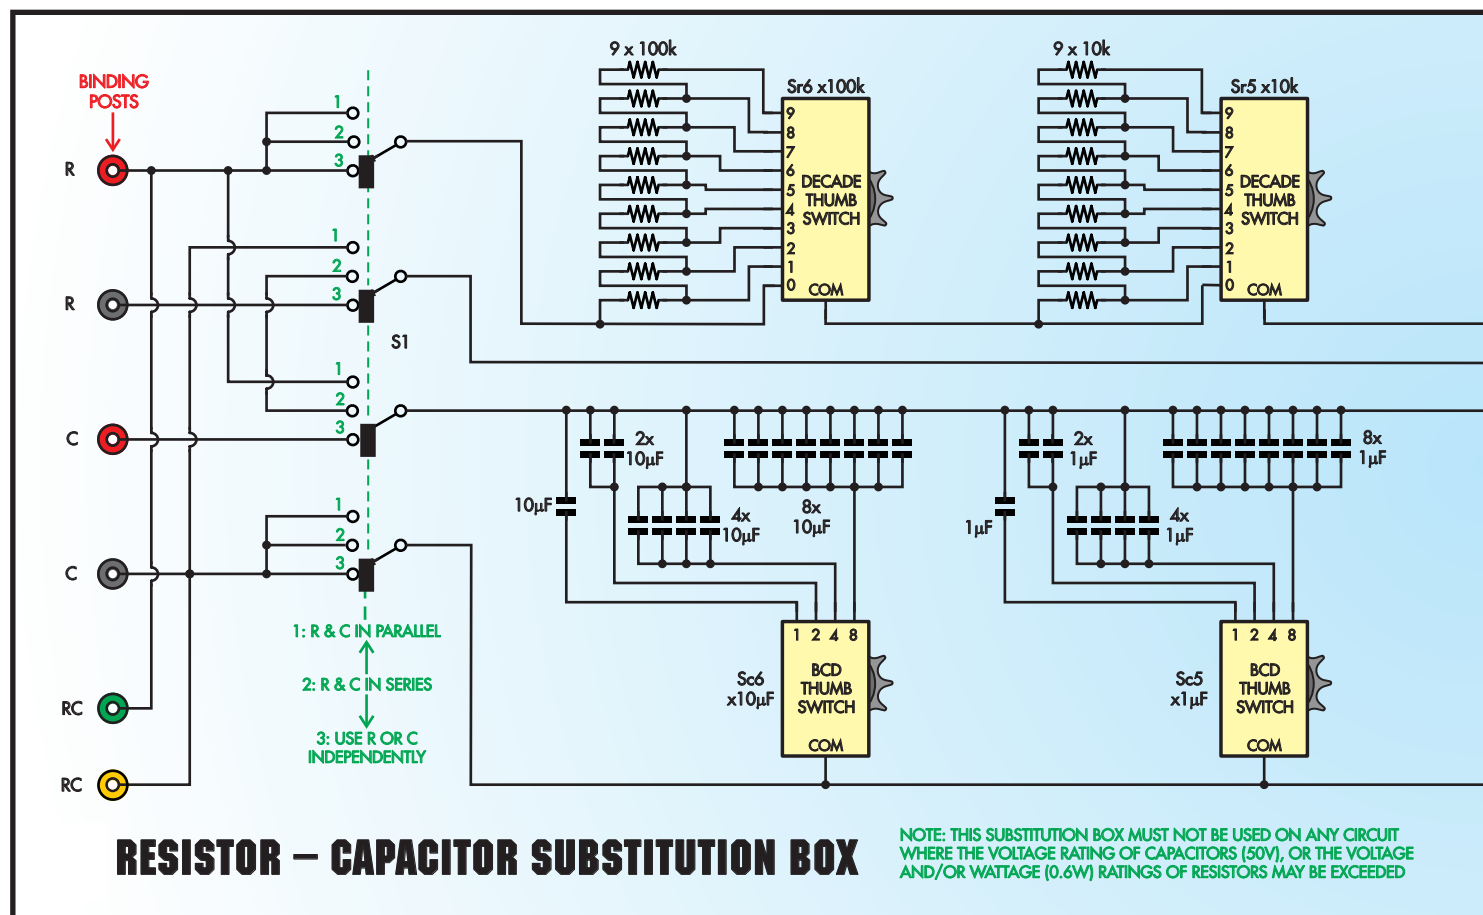 BINDING
POSTS
R
R
C
C
RC
RC
1
2
3
1
2
3
S1
1
2
3
1
2
3
1: R & C IN PARALLEL
2: R & C IN SERIES
3: USE R OR C
INDEPENDENTLY
9 x 100k
Sr6 x100k
9
8
7
6
5
4
3
2
1
0
DECADE
THUMB
SWITCH
COM
9 x 10k
Sr5 x10k
9
8
7
6
5
4
3
2
1
0
DECADE
THUMB
SWITCH
COM
10µF
2x
10µF
4x
10µF
8x
10µF
1 2 4 8
BCD
THUMB
SWITCH
COM
Sc6
x10µF
1µF
2x
1µF
4x
1µF
8x
1µF
1 2 4 8
BCD
THUMB
SWITCH
COM
Sc5
x1µF
RESISTOR – CAPACITOR SUBSTITUTION BOX
NOTE: THIS SUBSTITUTION BOX MUST NOT BE USED ON ANY CIRCUIT
WHERE THE VOLTAGE RATING OF CAPACITORS (50V), OR THE VOLTAGE
AND/OR WATTAGE (0.6W) RATINGS OF RESISTORS MAY BE EXCEEDED